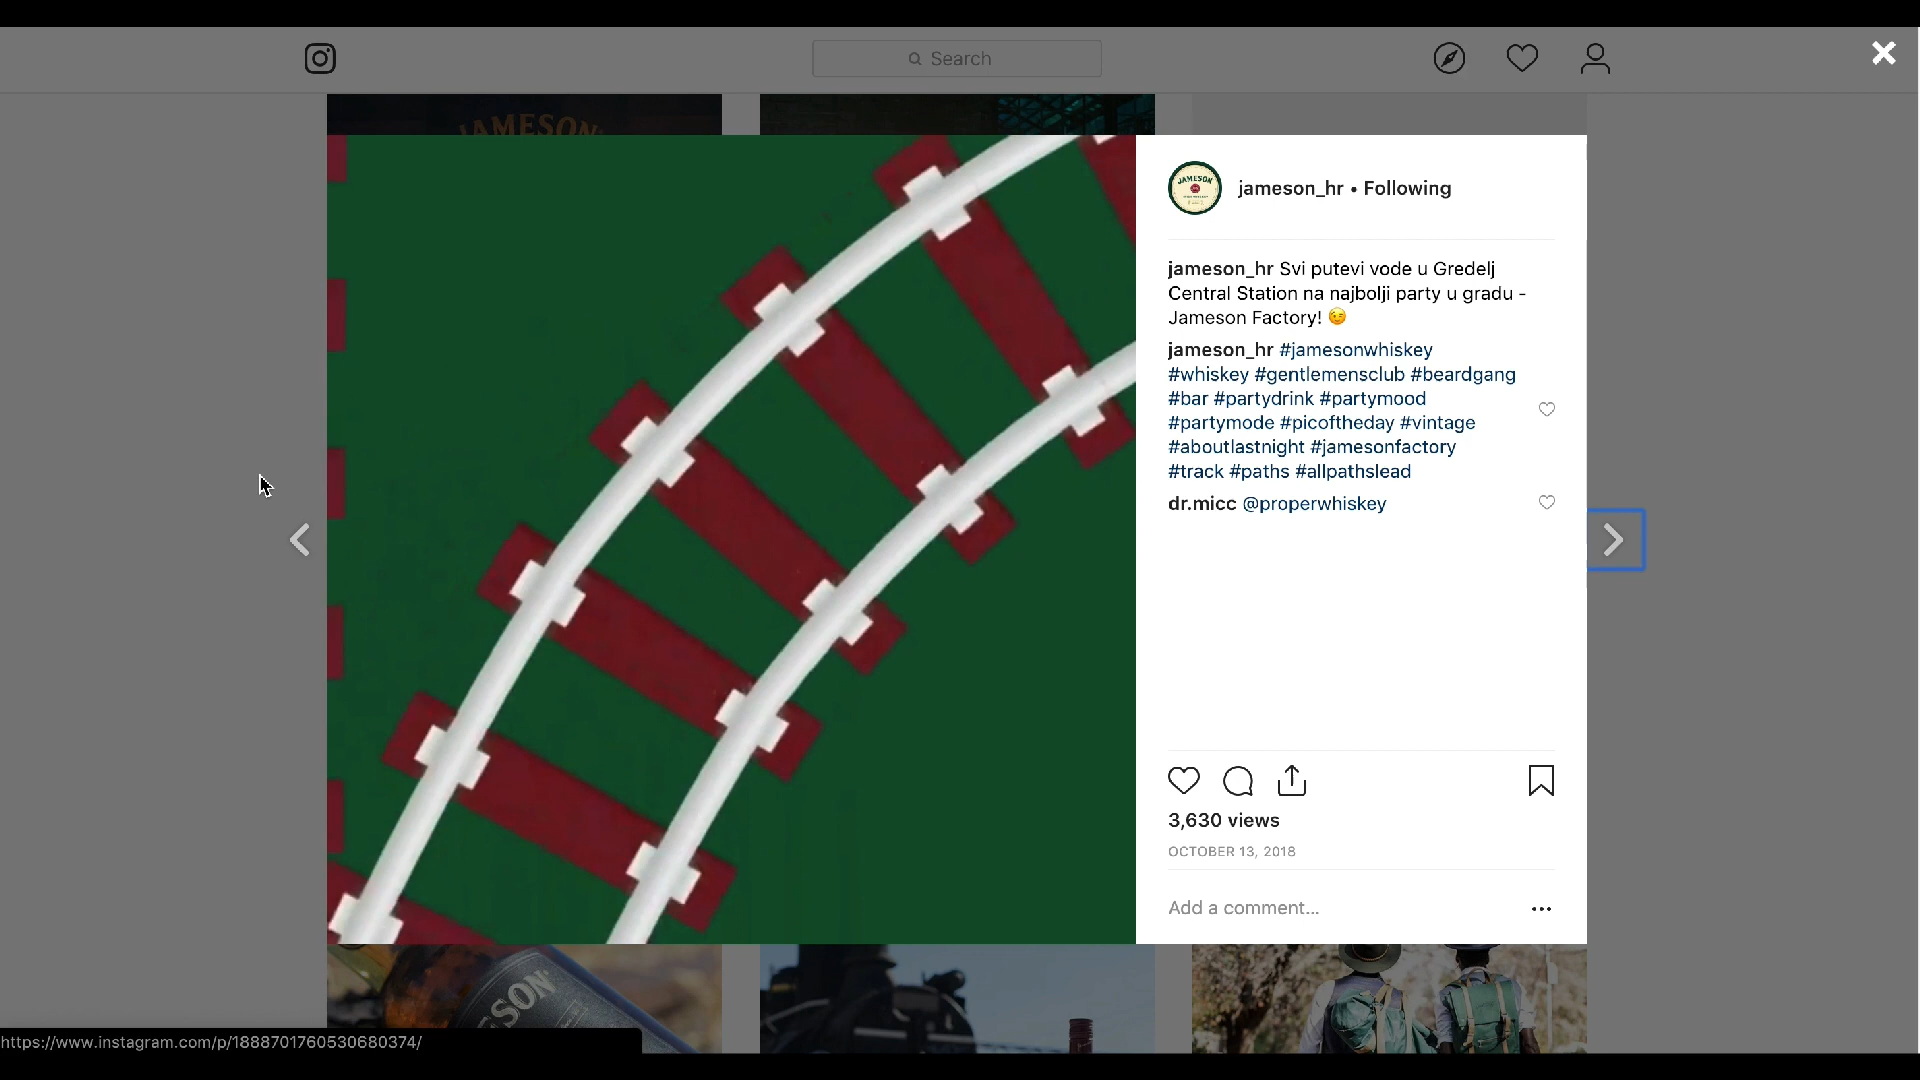 Search
JAMESON
JAMESON
jameson_hr • Following
jameson_hr Svi putevi vode u Gredelj
Central Station na najbolji party u gradu -
Jameson Factory! 😉
jameson_hr #jamesonwhiskey
#whiskey #gentlemensclub #beardgang
#bar #partydrink #partymood
#partymode #picoftheday #vintage
#aboutlastnight #jamesonfactory
#track #paths #allpathslead
dr.micc @properwhiskey
3,630 views
OCTOBER 13, 2018
Add a comment...
SON
https://www.instagram.com/p/1888701760530680374/